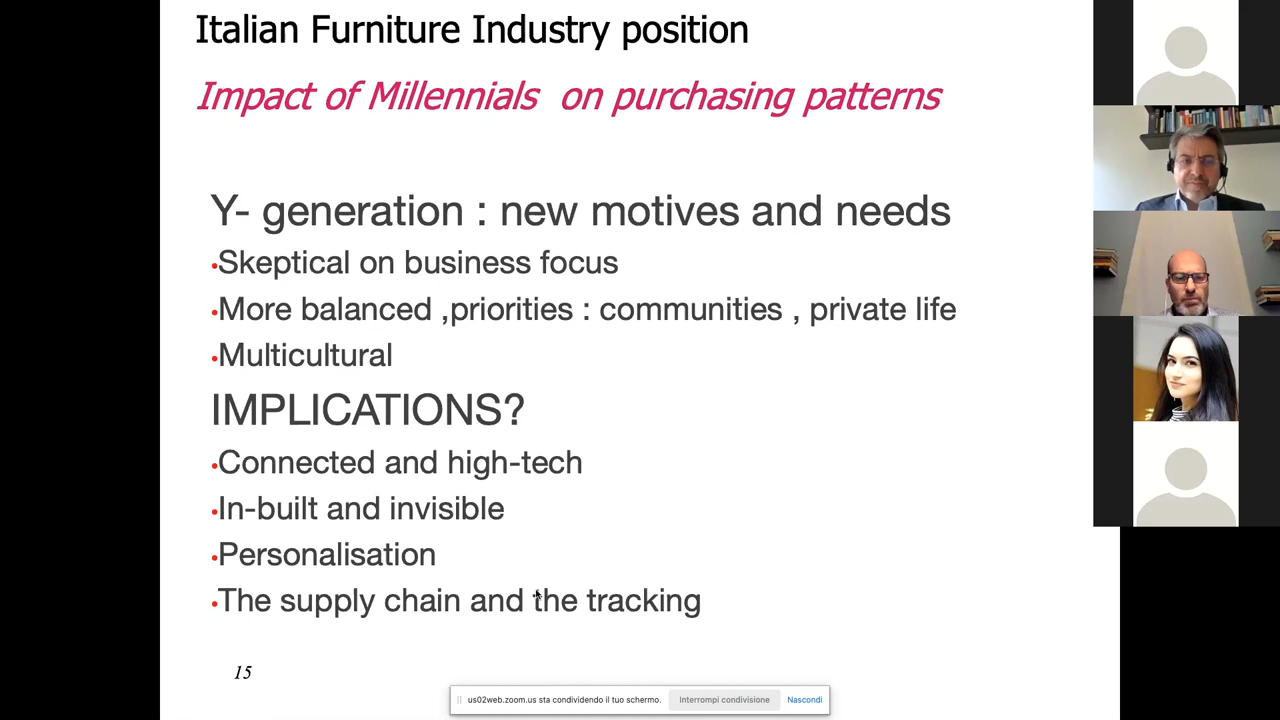 Italian Furniture Industry position
Impact of Millennials on purchasing patterns
Y- generation : new motives and needs
•Skeptical on business focus
•More balanced ,priorities : communities , private life
•Multicultural
IMPLICATIONS?
•Connected and high-tech
•In-built and invisible
•Personalisation
•The supply chain and the tracking
15
us02web.zoom.us sta condividendo il tuo schermo. Interrompi condivisione Nascondi